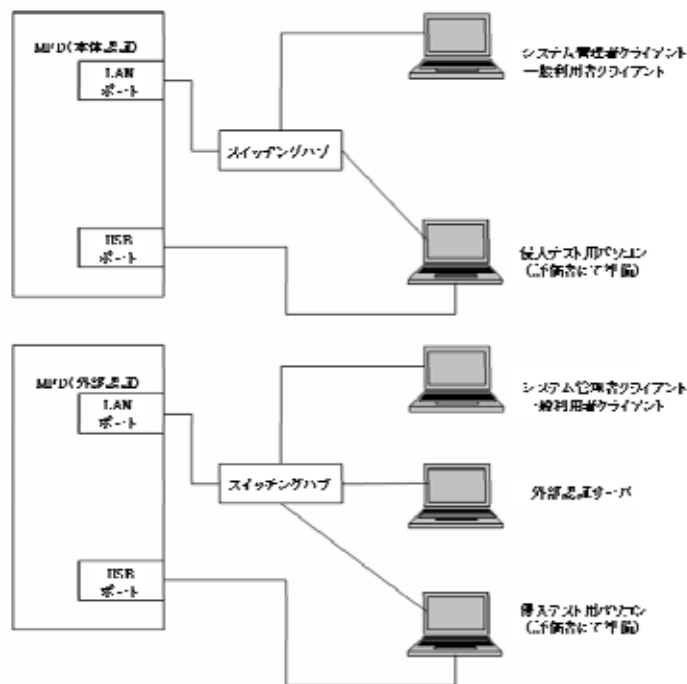 MFD(本体認証)
LAN
ポート
システム管理者クライアント
一般利用者クライアント
スイッチングハブ
USB
ポート
侵入テスト用パソコン
(評価者にて準備)
MFD(外部認証)
LAN
ポート
システム管理者クライアント
一般利用者クライアント
スイッチングハブ
外部認証サーバ
USB
ポート
侵入テスト用パソコン
(評価者にて準備)